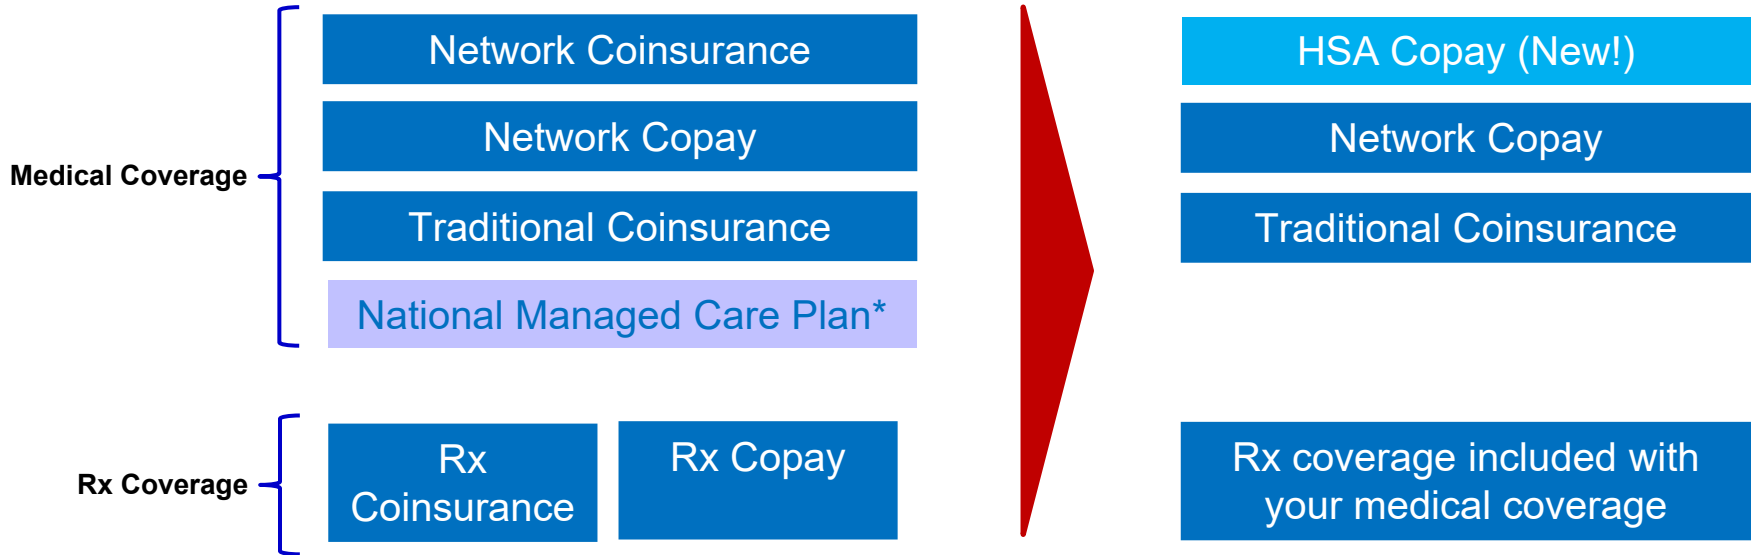 Medical Coverage
Network Coinsurance
Network Copay
Traditional Coinsurance
National Managed Care Plan*
Rx Coverage
Rx
Coinsurance
Rx Copay
HSA Copay (New!)
Network Copay
Traditional Coinsurance
Rx coverage included with
your medical coverage